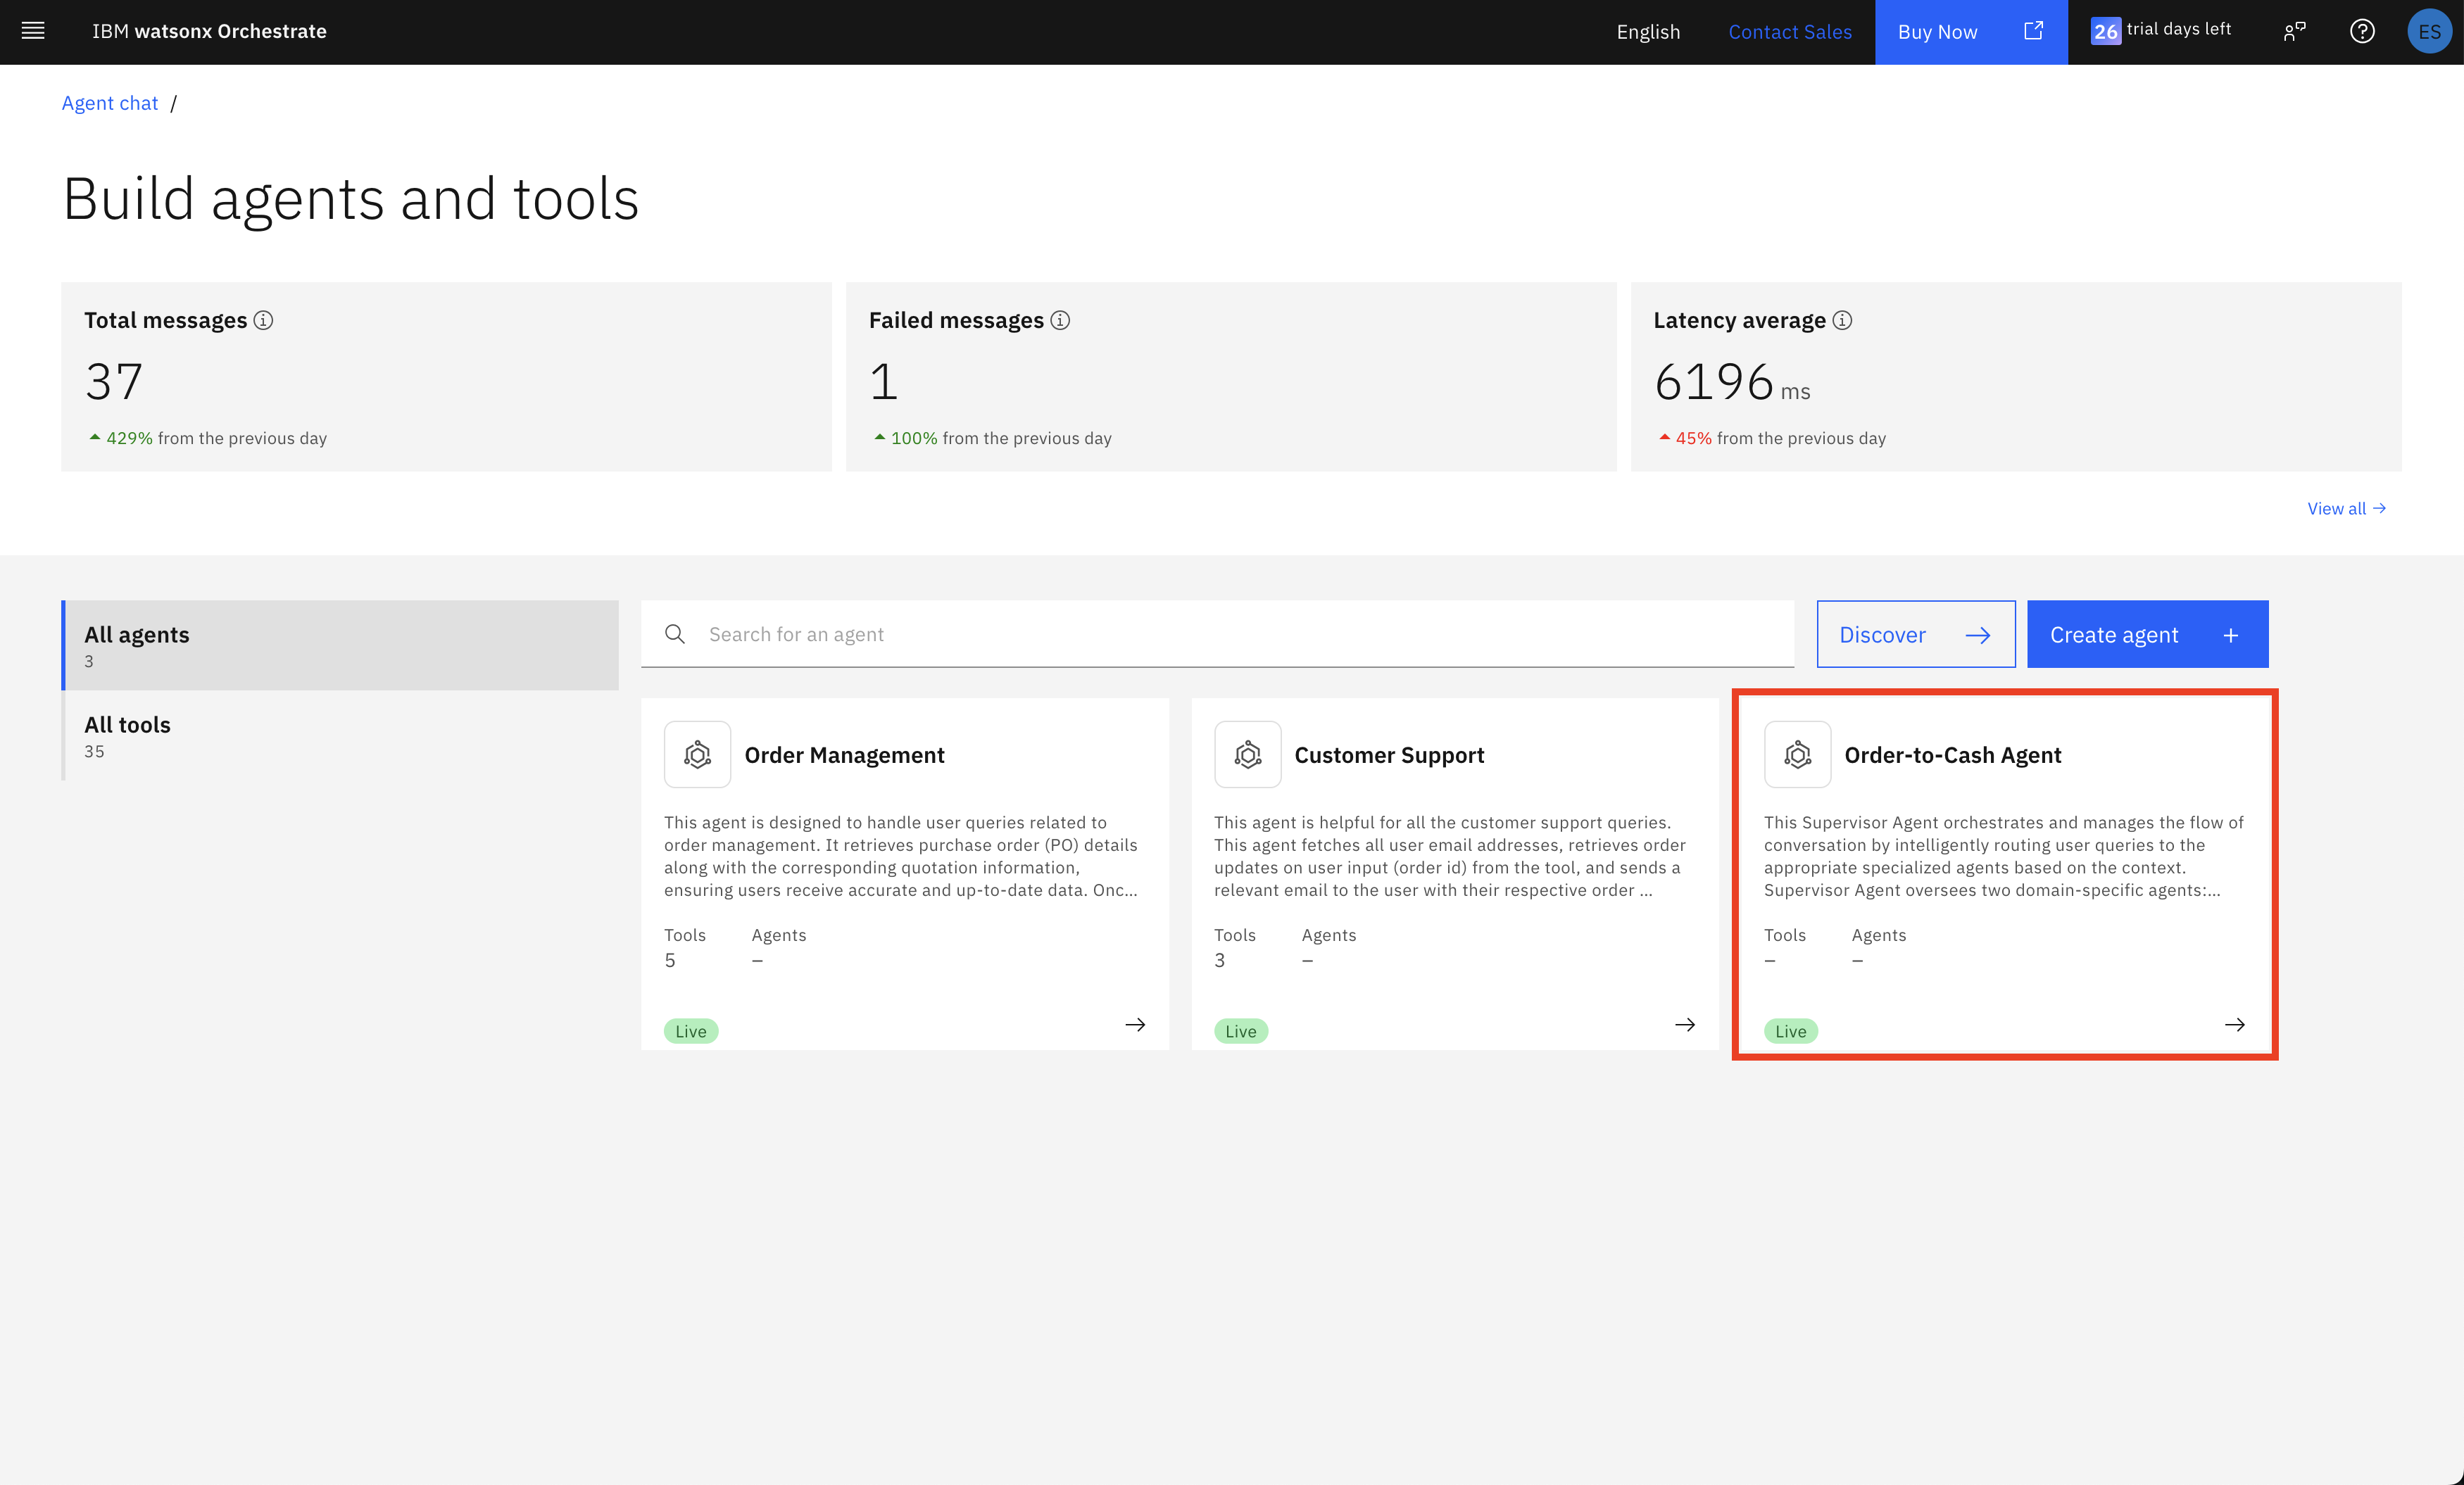 IBM watsonx Orchestrate
English
Contact Sales
Buy Now
26 trial days left
ES
Agent chat /
Build agents and tools
Total messages
37
429% from the previous day
Failed messages
1
100% from the previous day
Latency average
6196 ms
45% from the previous day
View all
All agents
3
All tools
35
Search for an agent
Discover
Create agent +
Order Management
This agent is designed to handle user queries related to
order management. It retrieves purchase order (PO) details
along with the corresponding quotation information,
ensuring users receive accurate and up-to-date data. Onc...
Tools
Agents
5
–
Live
Customer Support
This agent is helpful for all the customer support queries.
This agent fetches all user email addresses, retrieves order
updates on user input (order id) from the tool, and sends a
relevant email to the user with their respective order ...
Tools
Agents
3
–
Live
Order-to-Cash Agent
This Supervisor Agent orchestrates and manages the flow of
conversation by intelligently routing user queries to the
appropriate specialized agents based on the context.
Supervisor Agent oversees two domain-specific agents:...
Tools
Agents
–
–
Live